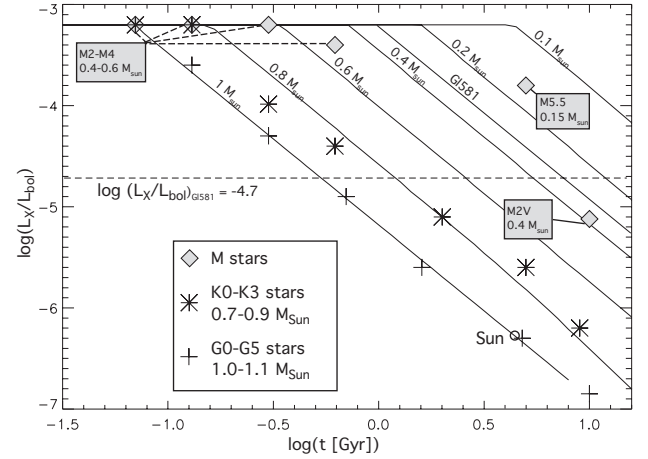 -3
-4
-5
-6
-7
log(L_X/L_bol)
M2-M4
0.4-0.6 M_sun
1 M_sun
0.8 M_sun
0.6 M_sun
0.4 M_sun
Gl581
0.2 M_sun
0.1 M_sun
M5.5
0.15 M_sun
log (L_X/L_bol)_Gl581 = -4.7
M2V
0.4 M_sun
M stars
K0-K3 stars
0.7-0.9 M_Sun
G0-G5 stars
1.0-1.1 M_Sun
Sun
-1.5 -1.0 -0.5 0.0 0.5 1.0
log(t [Gyr])